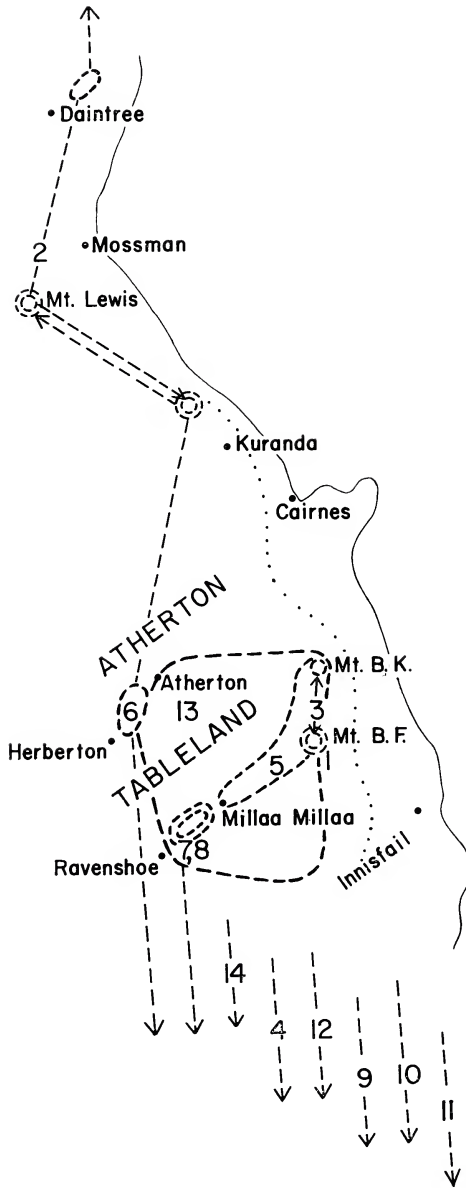 Daintree
Mossman
2
Mt. Lewis
Kuranda
Cairnes
ATHERTON
Mt. B.K.
Atherton
6
13
3
Herberton
TABLELAND
Mt. B.F.
1
5
Millaa Millaa
78
Ravenshoe
Innisfail
14
4
12
9
10
11